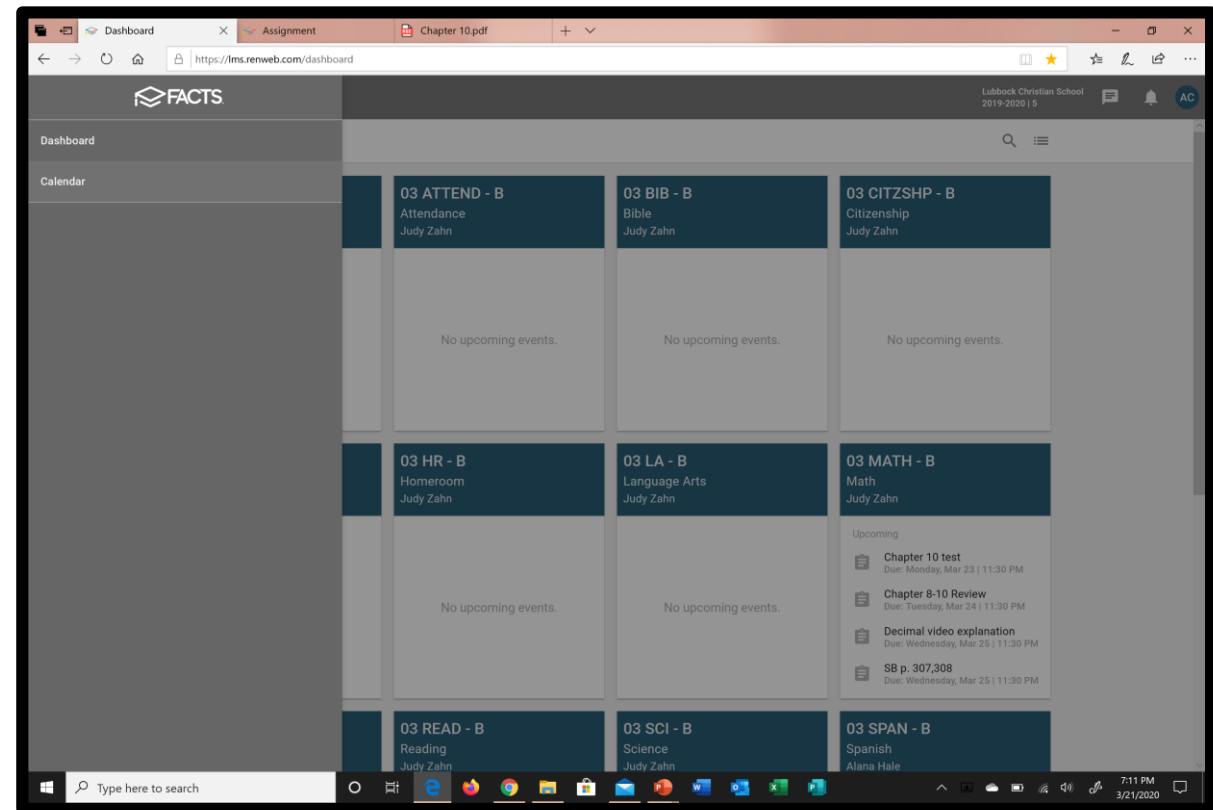 Dashboard
Assignment
Chapter 10.pdf
https://lms.renweb.com/dashboard
FACTS
Lubbock Christian School
2019-2020 | 5
AC
Dashboard
Calendar
03 ATTEND - B
Attendance
Judy Zahn
No upcoming events.
03 BIB - B
Bible
Judy Zahn
No upcoming events.
03 CITZSHP - B
Citizenship
Judy Zahn
No upcoming events.
03 HR - B
Homeroom
Judy Zahn
No upcoming events.
03 LA - B
Language Arts
Judy Zahn
No upcoming events.
03 MATH - B
Math
Judy Zahn
Upcoming
Chapter 10 test
Due: Monday, Mar 23 | 11:30 PM
Chapter 8-10 Review
Due: Tuesday, Mar 24 | 11:30 PM
Decimal video explanation
Due: Wednesday, Mar 25 | 11:30 PM
SB p. 307,308
Due: Wednesday, Mar 25 | 11:30 PM
03 READ - B
Reading
Judy Zahn
03 SCI - B
Science
Judy Zahn
03 SPAN - B
Spanish
Alana Hale
Type here to search
7:11 PM
3/21/2020